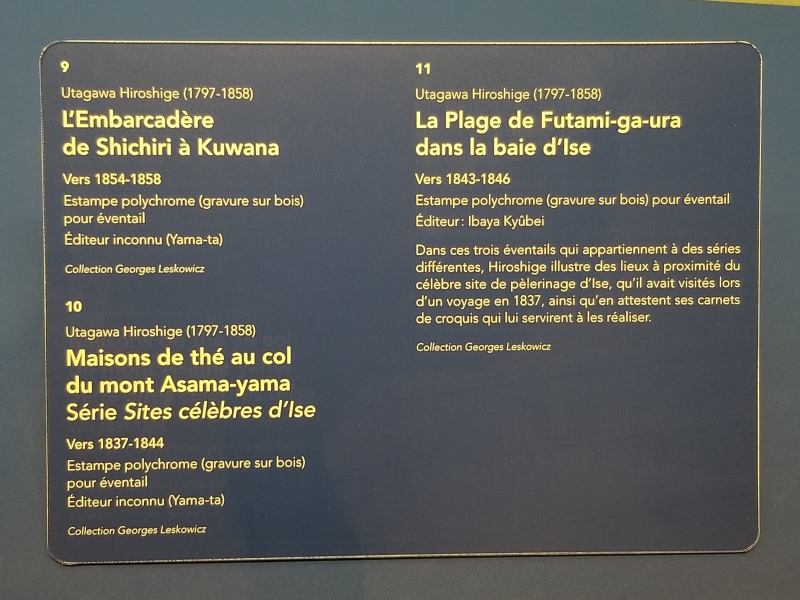 9
Utagawa Hiroshige (1797-1858)
L'Embarcadère
de Shichiri à Kuwana
Vers 1854-1858
Estampe polychrome (gravure sur bois)
pour éventail
Éditeur inconnu (Yama-ta)
Collection Georges Leskowicz
10
Utagawa Hiroshige (1797-1858)
Maisons de thé au col
du mont Asama-yama
Série Sites célèbres d'Ise
Vers 1837-1844
Estampe polychrome (gravure sur bois)
pour éventail
Éditeur inconnu (Yama-ta)
Collection Georges Leskowicz
11
Utagawa Hiroshige (1797-1858)
La Plage de Futami-ga-ura
dans la baie d'Ise
Vers 1843-1846
Estampe polychrome (gravure sur bois) pour éventail
Éditeur : Ibaya Kyûbei
Dans ces trois éventails qui appartiennent à des séries
différentes, Hiroshige illustre des lieux à proximité du
célèbre site de pèlerinage d'Ise, qu'il avait visités lors
d'un voyage en 1837, ainsi qu'en attestent ses carnets
de croquis qui lui servirent à les réaliser.
Collection Georges Leskowicz